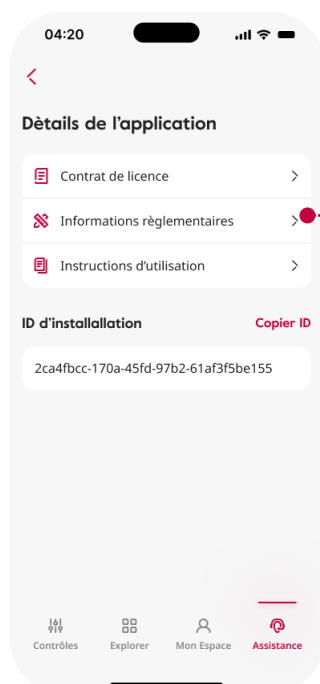 04:20
Dètails de l’application
Contrat de licence
Informations règlementaires
Instructions d’utilisation
ID d’installallation
Copier ID
2ca4fbcc-170a-45fd-97b2-61af3f5be155
Contrôles
Explorer
Mon Espace
Assistance